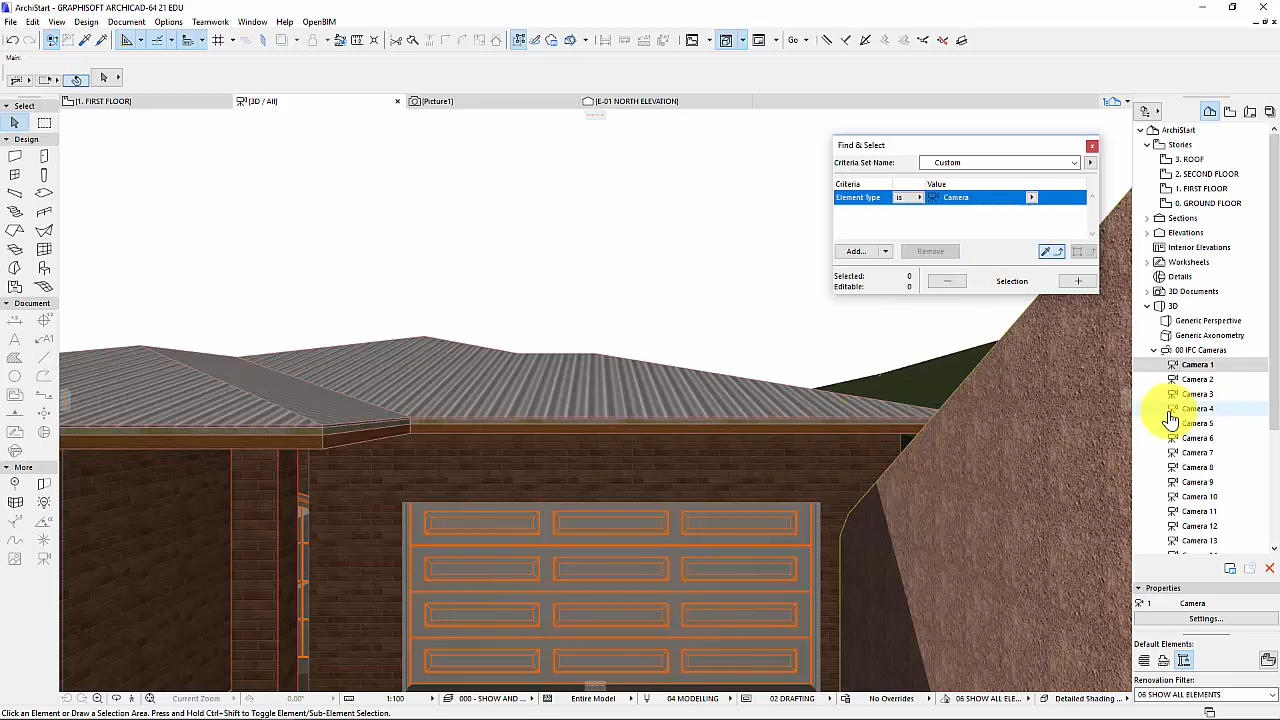 ArchiStart - GRAPHISOFT ARCHICAD-64 21 EDU
File Edit View Design Document Options Teamwork Window Help OpenBIM
Go
Main:
Select
[1. FIRST FLOOR]
[3D / All]
[Picture1]
[E-01 NORTH ELEVATION]
Design
Document
More
Find & Select
Criteria Set Name:
Custom
Criteria
Value
Element Type
is
Camera
Add...
Remove
Selected: 0
Editable: 0
Selection
ArchiStart
Stories
3. ROOF
2. SECOND FLOOR
1. FIRST FLOOR
0. GROUND FLOOR
Sections
Elevations
Interior Elevations
Worksheets
Details
3D Documents
3D
Generic Perspective
Generic Axonometry
00 IFC Cameras
Camera 1
Camera 2
Camera 3
Camera 4
Camera 5
Camera 6
Camera 7
Camera 8
Camera 9
Camera 10
Camera 11
Camera 12
Camera 13
Properties
1 Camera
Settings...
Default Elements:
Renovation Filter:
06 SHOW ALL ELEMENTS
Current Zoom
0.00°
1:100
000 - SHOW AND ...
Entire Model
04 MODELLING
02 DRAFTING
No Overrides
06 SHOW ALL ELE...
Detailed Shading ...
Click an Element or Draw a Selection Area. Press and Hold Ctrl+Shift to Toggle Element/Sub-Element Selection.